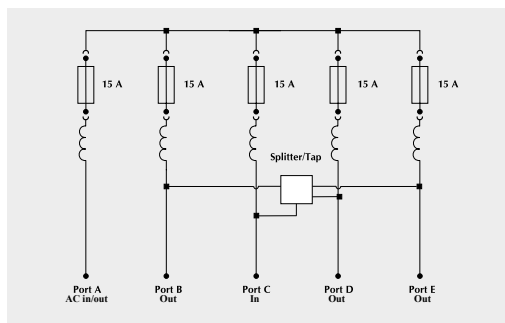 15 A
15 A
15 A
15 A
15 A
Splitter/Tap
Port A
AC in/out
Port B
Out
Port C
In
Port D
Out
Port E
Out